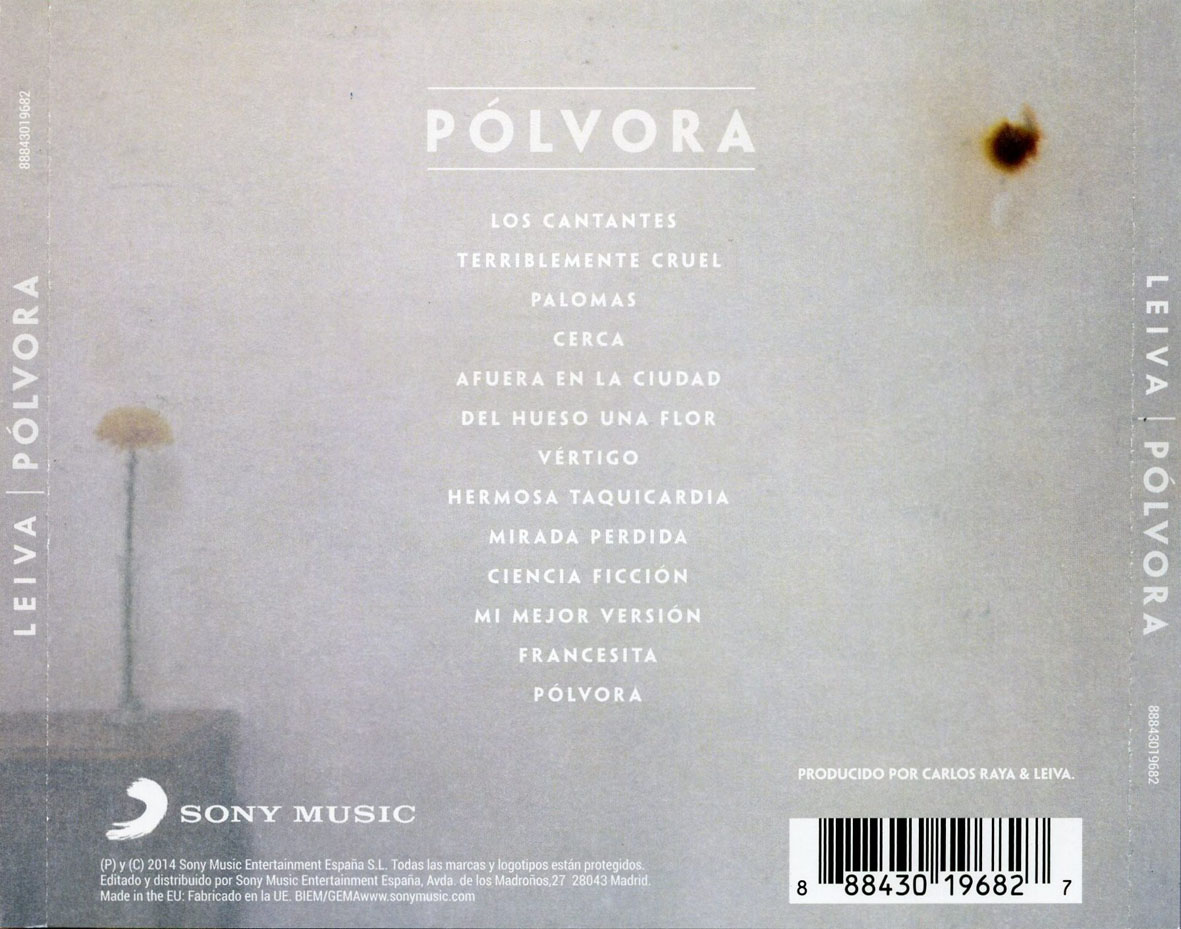 88843019682
LEIVA | PÓLVORA
PÓLVORA
LOS CANTANTES
TERRIBLEMENTE CRUEL
PALOMAS
CERCA
AFUERA EN LA CIUDAD
DEL HUESO UNA FLOR
VÉRTIGO
HERMOSA TAQUICARDIA
MIRADA PERDIDA
CIENCIA FICCIÓN
MI MEJOR VERSIÓN
FRANCESITA
PÓLVORA
SONY MUSIC
(P) y (C) 2014 Sony Music Entertainment España S.L. Todas las marcas y logotipos están protegidos.
Editado y distribuido por Sony Music Entertainment España, Avda. de los Madroños,27 28043 Madrid.
Made in the EU: Fabricado en la UE. BIEM/GEMAwww.sonymusic.com
PRODUCIDO POR CARLOS RAYA & LEIVA.
8 88430 19682 7
LEIVA | PÓLVORA
88843019682